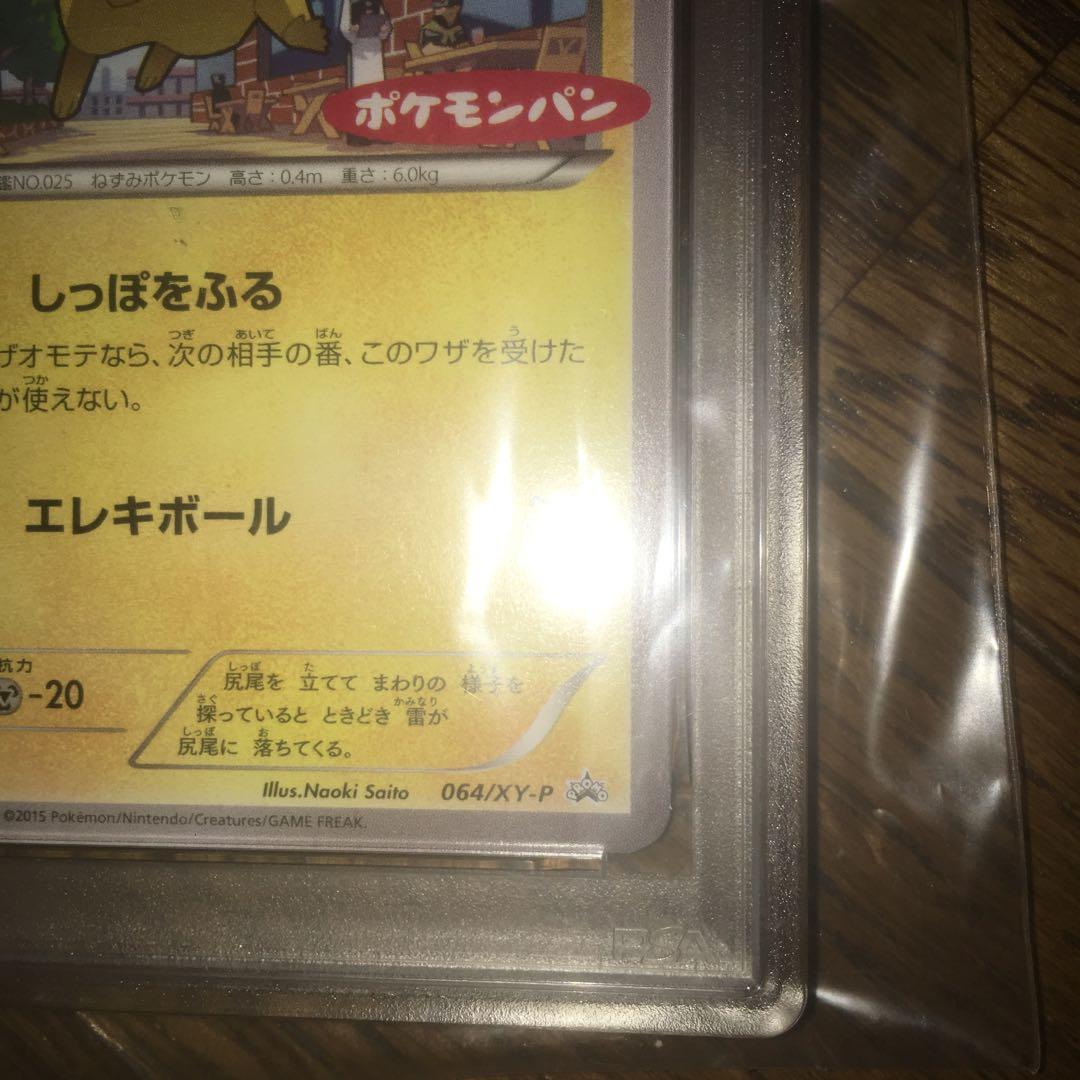 ポケモンパン
鑑NO.025 ねずみポケモン 高さ:0.4m 重さ:6.0kg
しっぽをふる
ザオモテなら、次の相手の番、このワザを受けた
が使えない。
エレキボール
抗力
-20
尻尾を 立てて まわりの 様子を
探っていると ときどき 雷が
尻尾に 落ちてくる。
Illus.Naoki Saito 064/XY-P PROMO
©2015 Pokémon/Nintendo/Creatures/GAME FREAK.
PSA